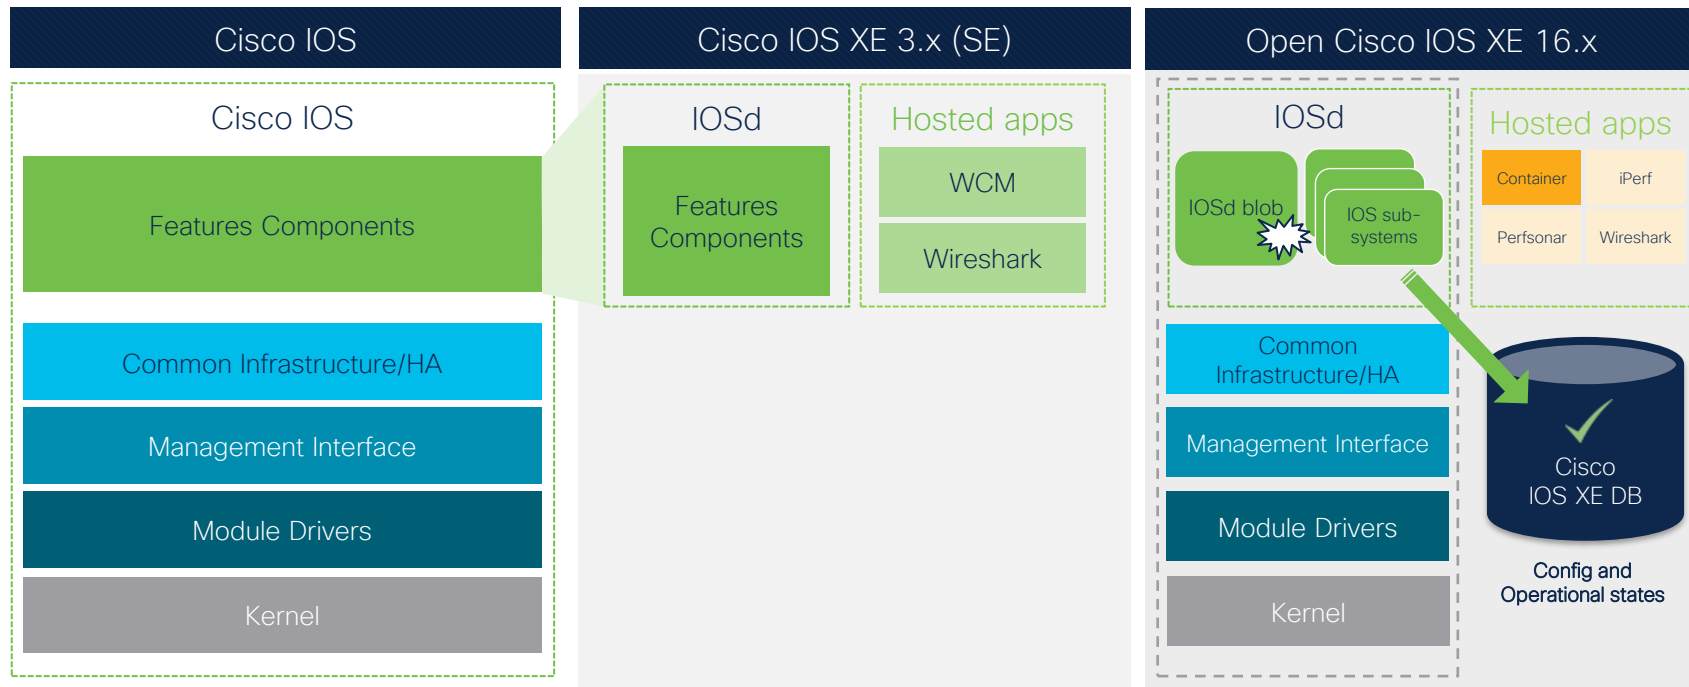 Cisco IOS
Cisco IOS
Features Components
Common Infrastructure/HA
Management Interface
Module Drivers
Kernel
Cisco IOS XE 3.x (SE)
IOSd
Features
Components
Hosted apps
WCM
Wireshark
Open Cisco IOS XE 16.x
IOSd
IOSd blob
IOS sub-
systems
Hosted apps
Container
iPerf
Perfsonar
Wireshark
Common
Infrastructure/HA
Management Interface
Module Drivers
Kernel
Cisco
IOS XE DB
Config and
Operational states